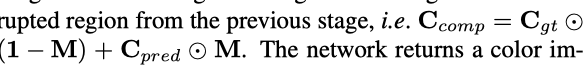 rupted region from the previous stage, i.e. C_comp = C_gt ⊙
(1 − M) + C_pred ⊙ M. The network returns a color im-